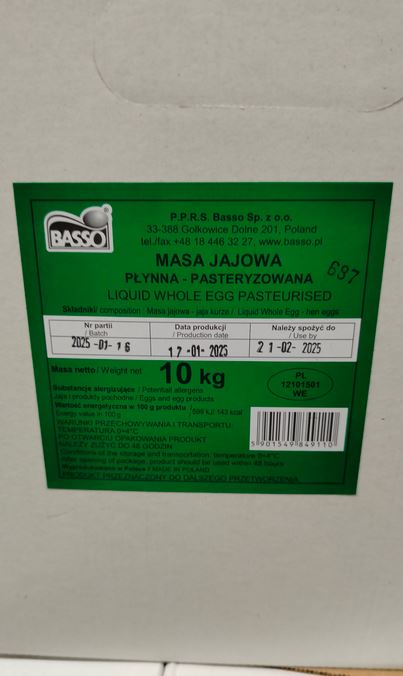 BASSO
P.P.R.S. Basso Sp. z o.o.
33-388 Gołkowice Dolne 201, Poland
tel./fax +48 18 446 32 27, www.basso.pl
MASA JAJOWA
PŁYNNA - PASTERYZOWANA
LIQUID WHOLE EGG PASTEURISED
697
Składniki/ composition Masa jajowa - jaja kurze / Liquid Whole Egg - hen eggs
Nr partii / Batch
Data produkcji / Production date
Należy spożyć do / Use by
2025 -01- 16
17 -01- 2025
21 -02- 2025
Masa netto/ Weight net 10 kg
PL
12101501
WE
Substancje alergizujące / Potentiall allergens
Jaja i produkty pochodne / Eggs and egg products
Wartość energetyczna w 100 g produktu /596 kJ 143 kcal
Energy value in 100 g
WARUNKI PRZECHOWYWANIA I TRANSPORTU:
TEMPERATURA 0÷4°C
PO OTWARCIU OPAKOWANIA PRODUKT
NALEŻY ZUŻYĆ DO 48 GODZIN
Conditions of the storage and transportation: temperature 0÷4°C
After opening of package, product should be used within 48 hours
Wyprodukowano w Polsce / MADE IN POLAND
PRODUKT PRZEZNACZONY DO DALSZEGO PRZETWORZENIA
5 901549 849110